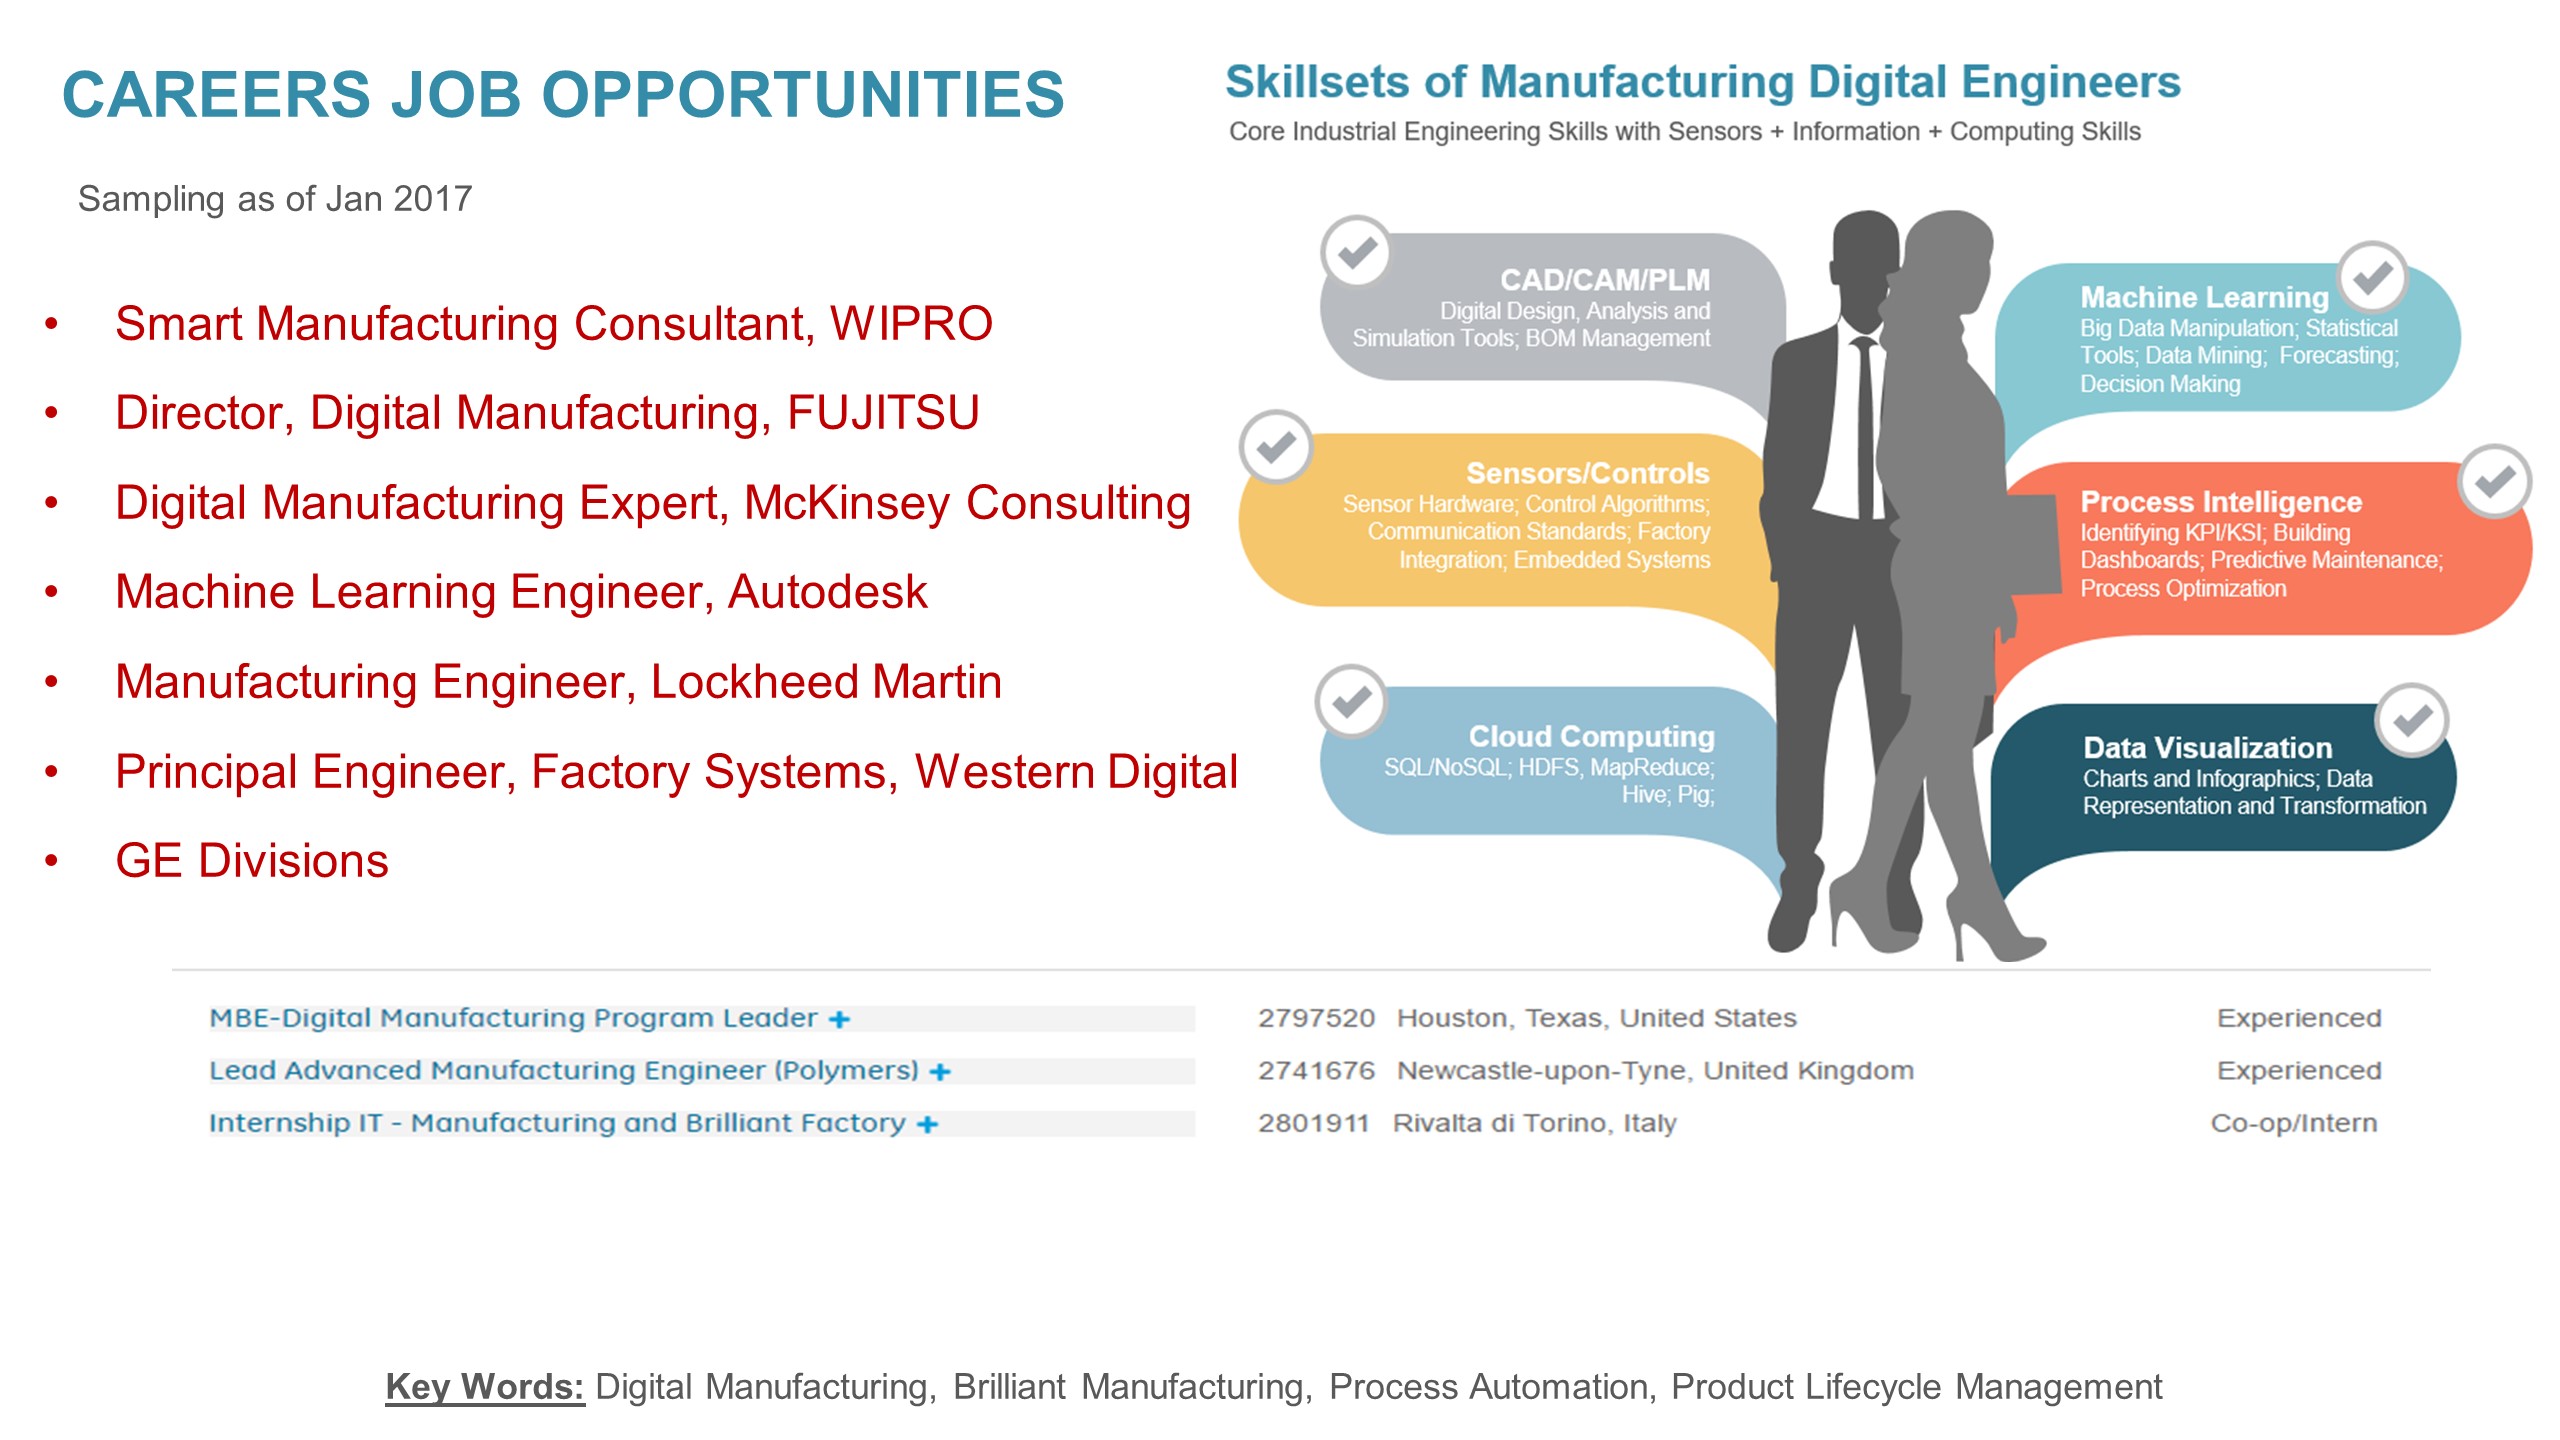 CAREERS JOB OPPORTUNITIES
Sampling as of Jan 2017
• Smart Manufacturing Consultant, WIPRO
• Director, Digital Manufacturing, FUJITSU
• Digital Manufacturing Expert, McKinsey Consulting
• Machine Learning Engineer, Autodesk
• Manufacturing Engineer, Lockheed Martin
• Principal Engineer, Factory Systems, Western Digital
• GE Divisions
Skillsets of Manufacturing Digital Engineers
Core Industrial Engineering Skills with Sensors + Information + Computing Skills
CAD/CAM/PLM
Digital Design, Analysis and
Simulation Tools; BOM Management
Sensors/Controls
Sensor Hardware; Control Algorithms;
Communication Standards; Factory
Integration; Embedded Systems
Cloud Computing
SQL/NoSQL; HDFS, MapReduce;
Hive; Pig;
Machine Learning
Big Data Manipulation; Statistical
Tools; Data Mining; Forecasting;
Decision Making
Process Intelligence
Identifying KPI/KSI; Building
Dashboards; Predictive Maintenance;
Process Optimization
Data Visualization
Charts and Infographics; Data
Representation and Transformation
MBE-Digital Manufacturing Program Leader + 2797520 Houston, Texas, United States Experienced
Lead Advanced Manufacturing Engineer (Polymers) + 2741676 Newcastle-upon-Tyne, United Kingdom Experienced
Internship IT - Manufacturing and Brilliant Factory + 2801911 Rivalta di Torino, Italy Co-op/Intern
Key Words: Digital Manufacturing, Brilliant Manufacturing, Process Automation, Product Lifecycle Management